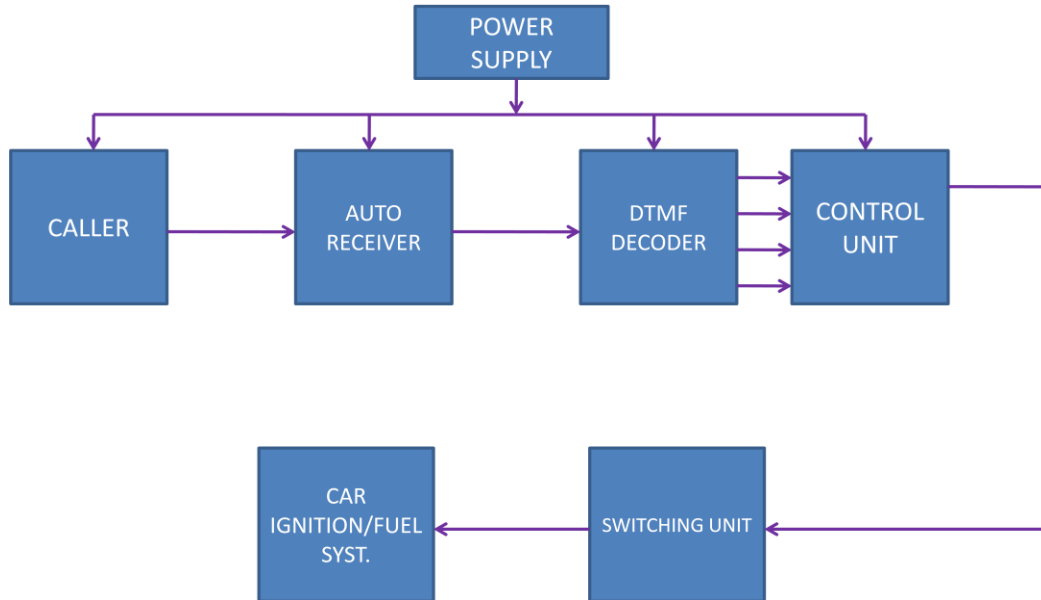 POWER
SUPPLY
CALLER
AUTO
RECEIVER
DTMF
DECODER
CONTROL
UNIT
CAR
IGNITION/FUEL
SYST.
SWITCHING UNIT